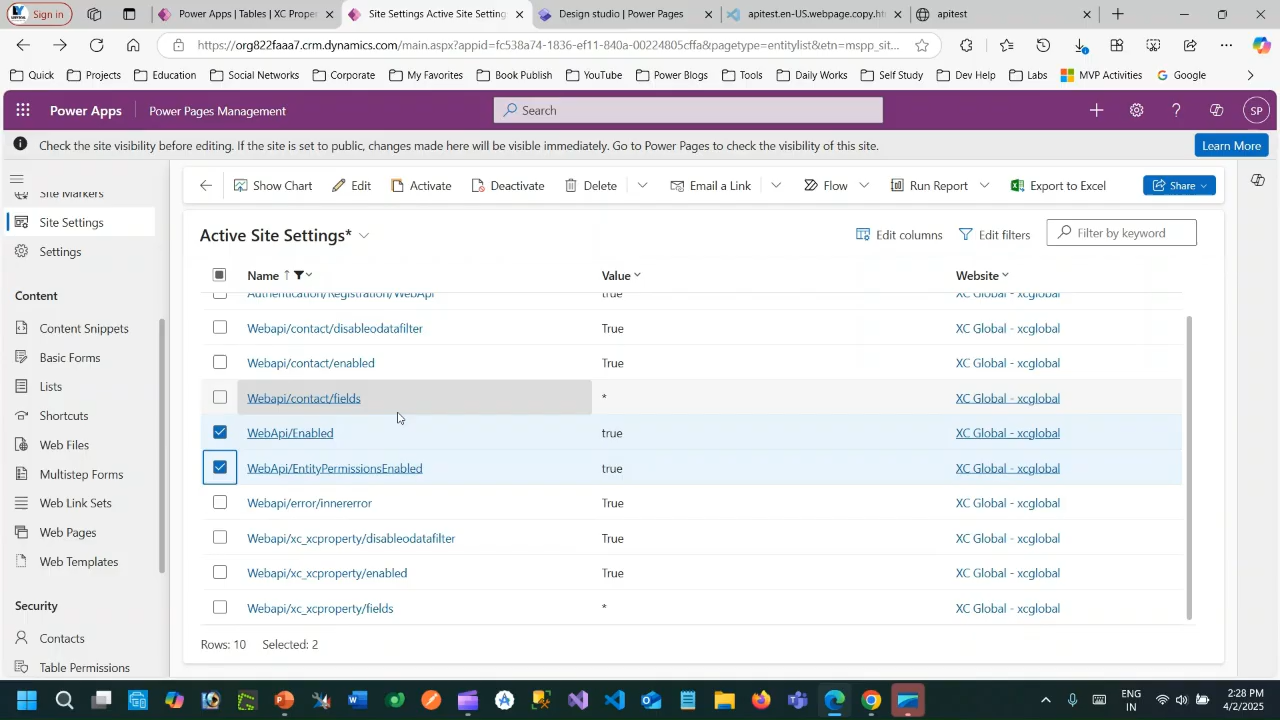 Sign in
Power Apps | Tables | XC Proper
Site Settings Active Site Setting
Design studio | Power Pages
apitest.en-US.webpage.copy.h
apitest
https://org822faaa7.crm.dynamics.com/main.aspx?appid=fc538a74-1836-ef11-840a-00224805cffa&pagetype=entitylist&etn=mspp_sit...
Quick
Projects
Education
Social Networks
Corporate
My Favorites
Book Publish
YouTube
Power Blogs
Tools
Daily Works
Self Study
Dev Help
Labs
MVP Activities
Google
Power Apps
Power Pages Management
Search
SP
Check the site visibility before editing. If the site is set to public, changes made here will be visible immediately. Go to Power Pages to check the visibility of this site.
Learn More
Site Markers
Site Settings
Settings
Content
Content Snippets
Basic Forms
Lists
Shortcuts
Web Files
Multistep Forms
Web Link Sets
Web Pages
Web Templates
Security
Contacts
Table Permissions
Show Chart
Edit
Activate
Deactivate
Delete
Email a Link
Flow
Run Report
Export to Excel
Share
Active Site Settings*
Edit columns
Edit filters
Filter by keyword
Name ↑
Value
Website
Authentication/Registration/WebApi true XC Global - xcglobal
Webapi/contact/disableodatafilter True XC Global - xcglobal
Webapi/contact/enabled True XC Global - xcglobal
Webapi/contact/fields * XC Global - xcglobal
WebApi/Enabled true XC Global - xcglobal
WebApi/EntityPermissionsEnabled true XC Global - xcglobal
Webapi/error/innererror True XC Global - xcglobal
Webapi/xc_xcproperty/disableodatafilter True XC Global - xcglobal
Webapi/xc_xcproperty/enabled True XC Global - xcglobal
Webapi/xc_xcproperty/fields * XC Global - xcglobal
Rows: 10 Selected: 2
ENG
IN
2:28 PM
4/2/2025